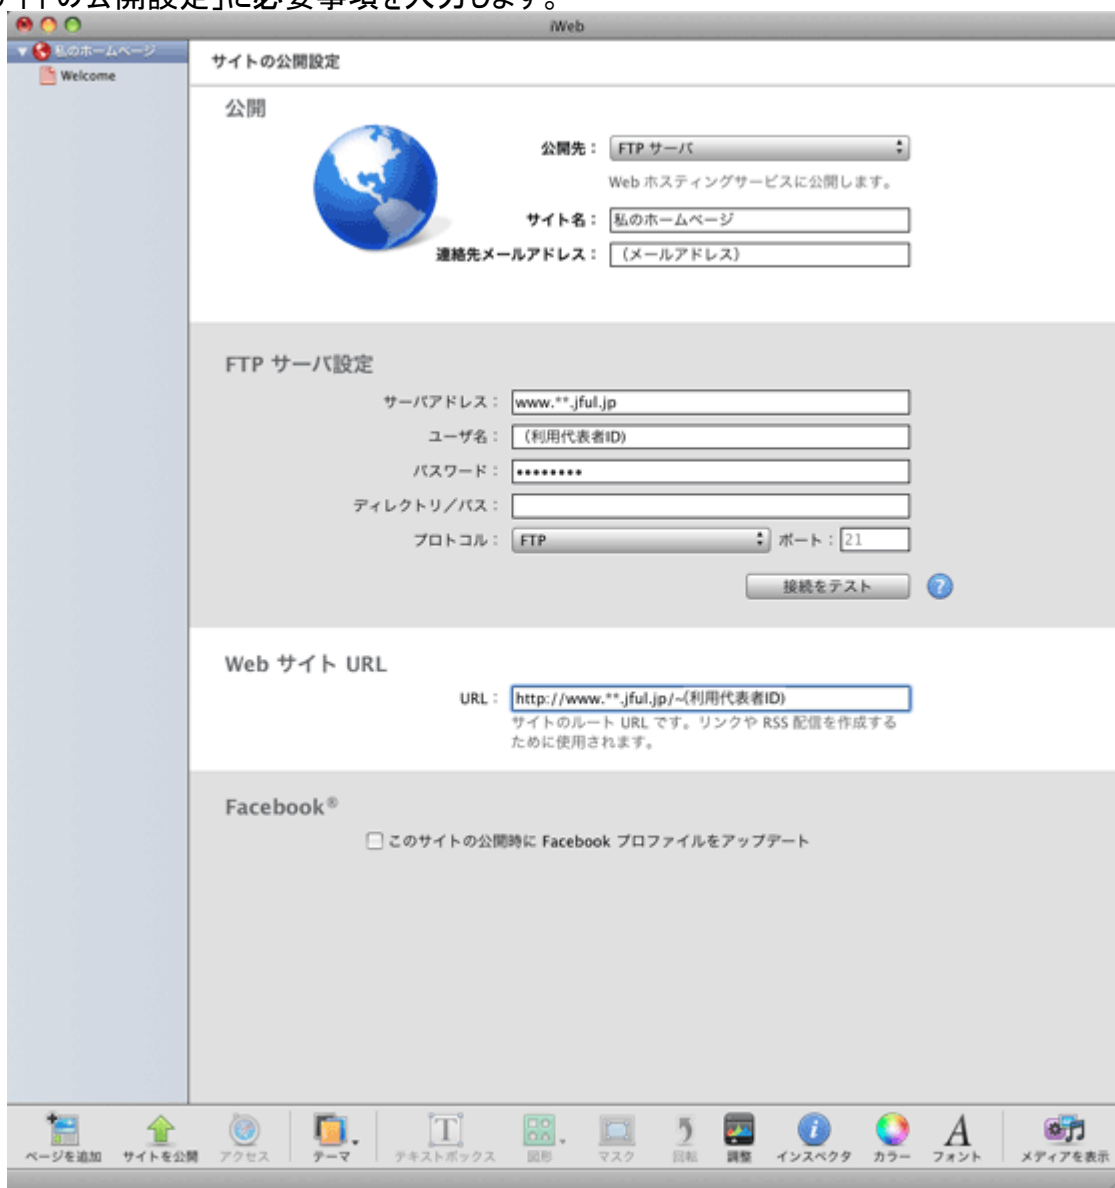 サイトの公開設定」に必要事項を入力します。
iWeb
私のホームページ
Welcome
サイトの公開設定
公開
公開先： FTP サーバ
Web ホスティングサービスに公開します。
サイト名： 私のホームページ
連絡先メールアドレス： （メールアドレス）
FTP サーバ設定
サーバアドレス： www.**.jful.jp
ユーザ名： （利用代表者ID)
パスワード： ••••••••
ディレクトリ／パス：
プロトコル： FTP ポート： 21
接続をテスト ?
Web サイト URL
URL： http://www.**.jful.jp/~(利用代表者ID)
サイトのルート URL です。リンクや RSS 配信を作成する
ために使用されます。
Facebook®
このサイトの公開時に Facebook プロファイルをアップデート
ページを追加 サイトを公開 アクセス テーマ テキストボックス 図形 マスク 回転 調整 インスペクタ カラー フォント メディアを表示